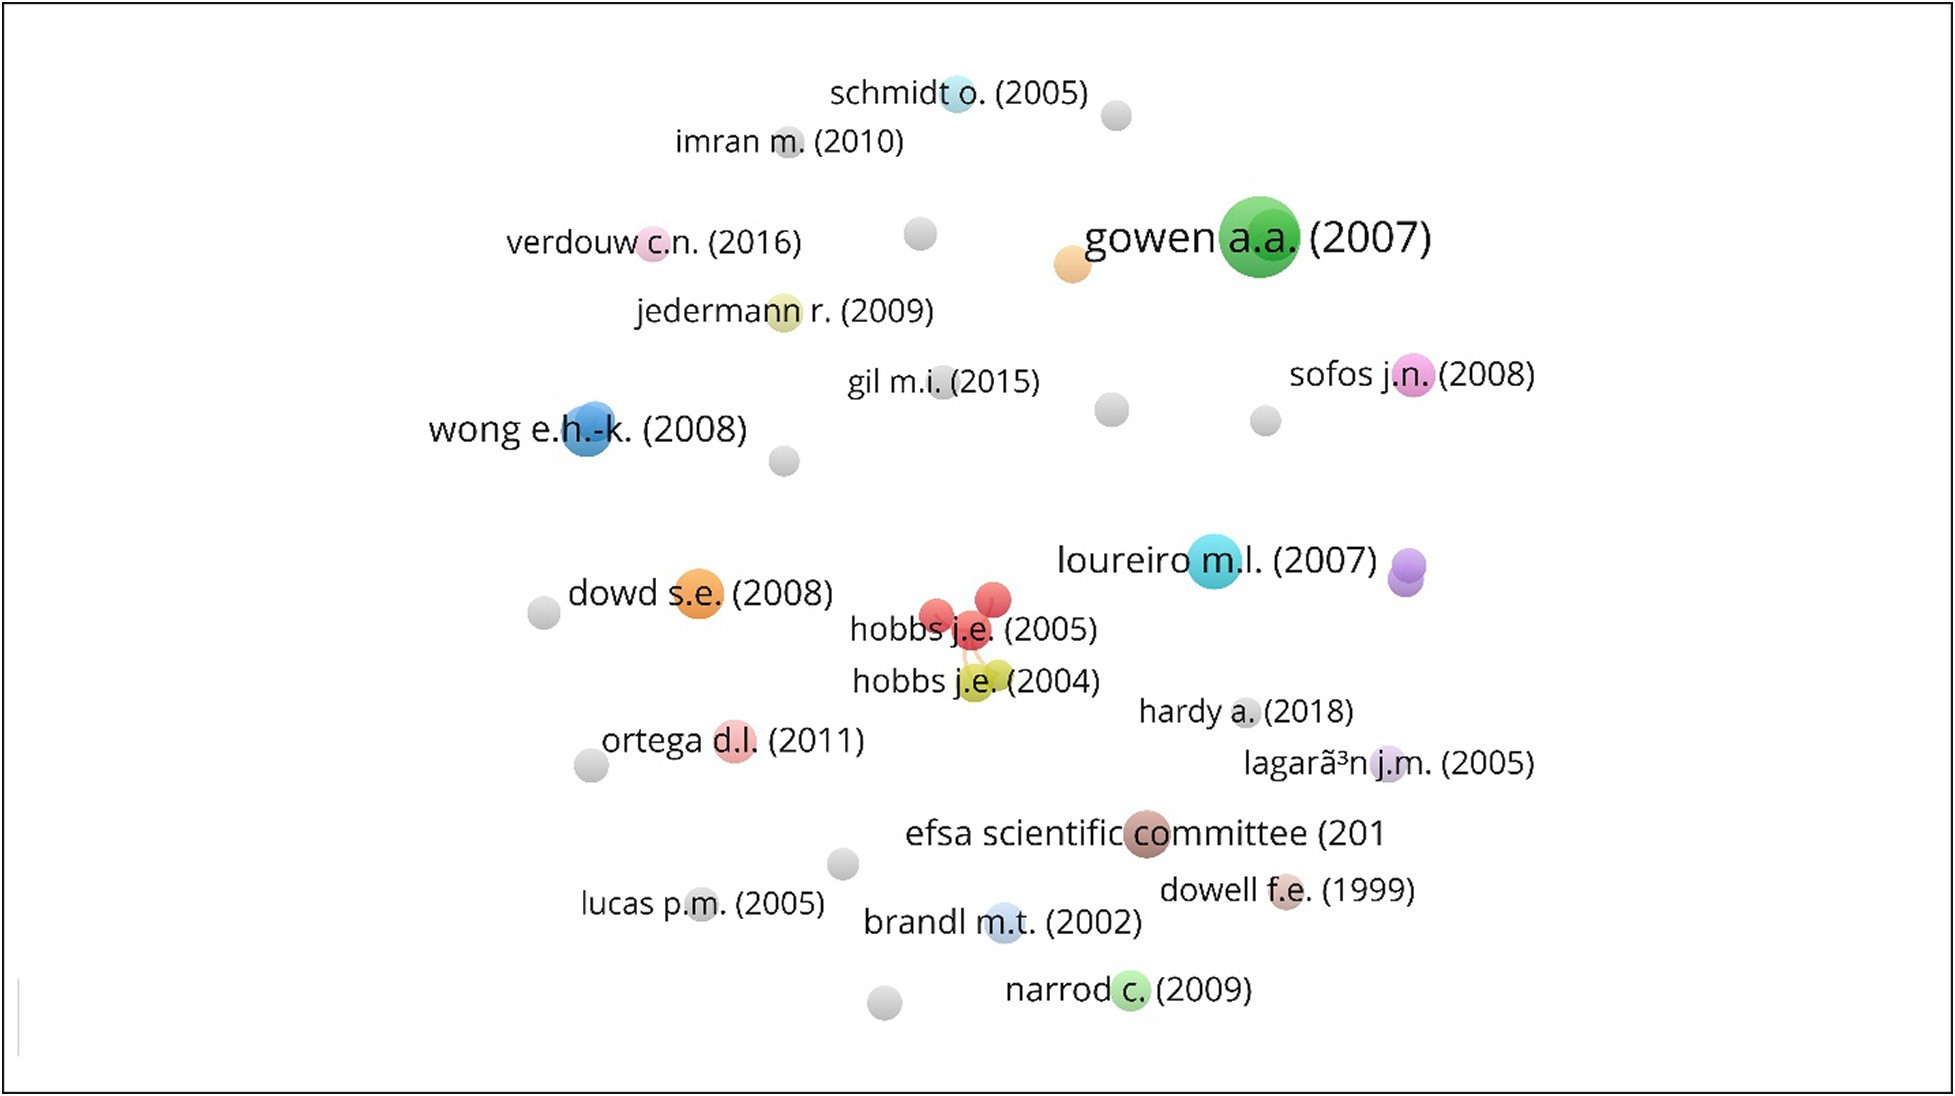 schmidt o. (2005)
imran m. (2010)
gowen a.a. (2007)
verdouw c.n. (2016)
jedermann r. (2009)
sofos j.n. (2008)
gil m.i. (2015)
wong e.h.-k. (2008)
loureiro m.l. (2007)
dowd s.e. (2008)
hobbs j.e. (2005)
hobbs j.e. (2004)
hardy a. (2018)
ortega d.l. (2011)
lagarã³n j.m. (2005)
efsa scientific committee (201
dowell f.e. (1999)
lucas p.m. (2005)
brandl m.t. (2002)
narrod c. (2009)